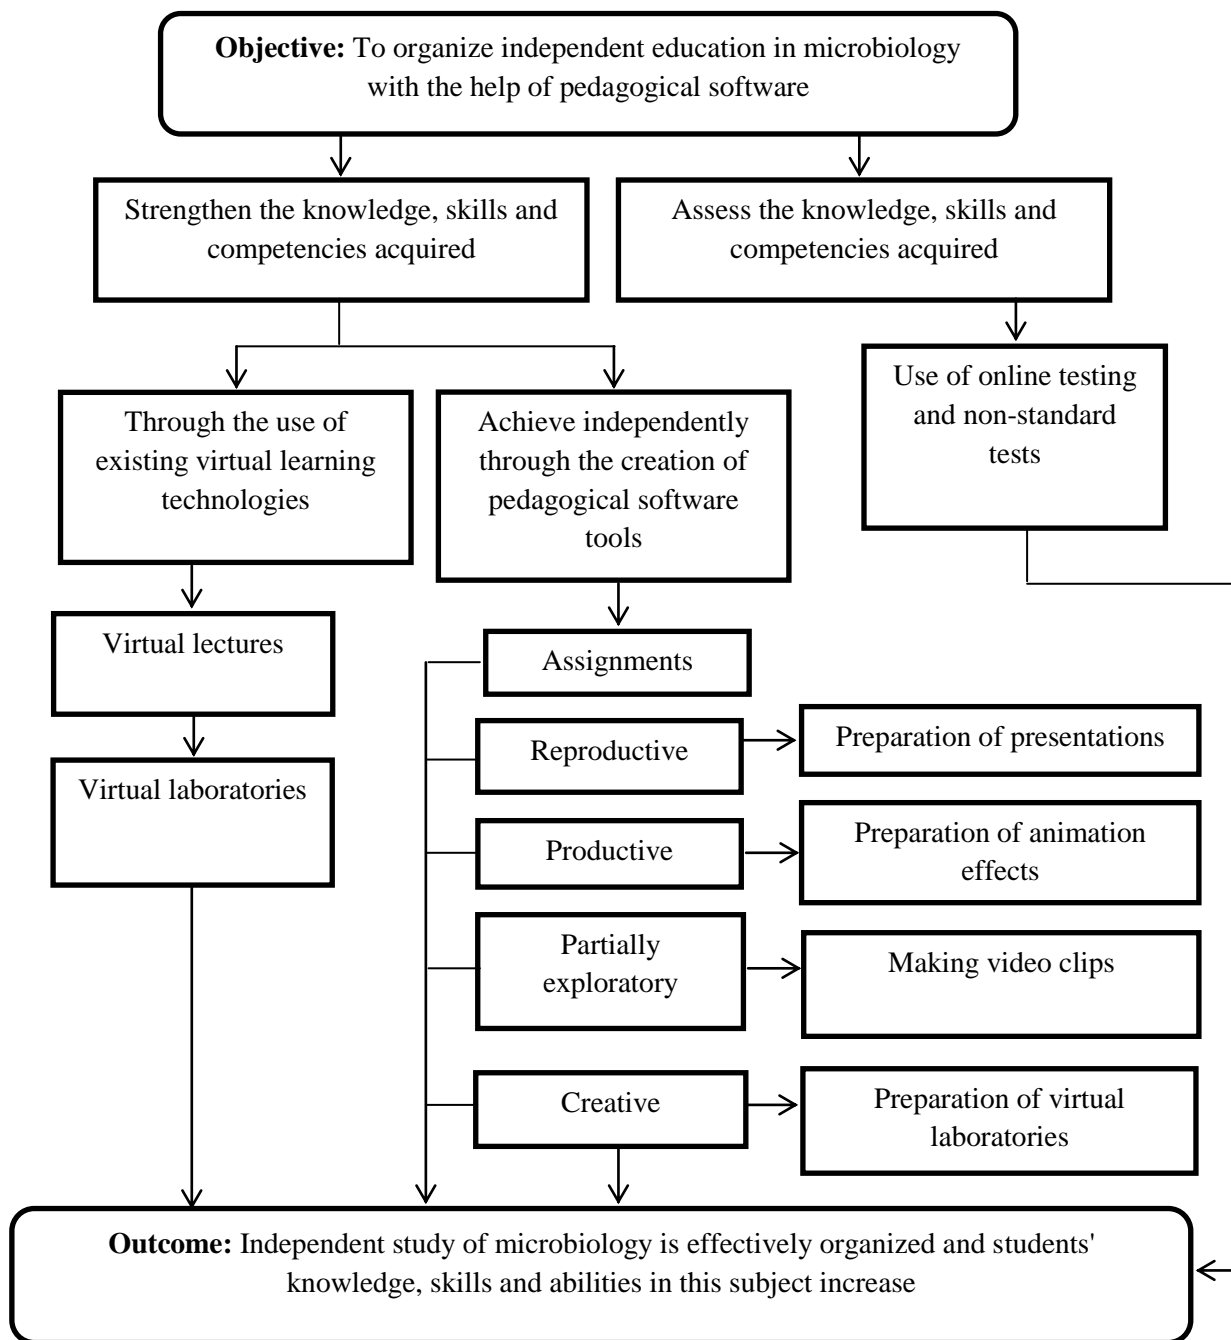 Objective: To organize independent education in microbiology
with the help of pedagogical software
Strengthen the knowledge, skills and
competencies acquired
Assess the knowledge, skills and
competencies acquired
Through the use of
existing virtual learning
technologies
Achieve independently
through the creation of
pedagogical software
tools
Use of online testing
and non-standard
tests
Virtual lectures
Virtual laboratories
Assignments
Reproductive
Preparation of presentations
Productive
Preparation of animation
effects
Partially
exploratory
Making video clips
Creative
Preparation of virtual
laboratories
Outcome: Independent study of microbiology is effectively organized and students'
knowledge, skills and abilities in this subject increase